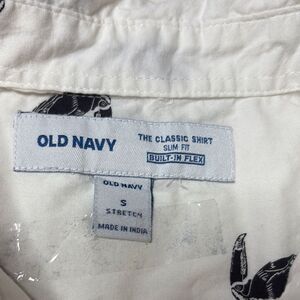 OLD NAVY
THE CLASSIC SHIRT
SLIM FIT
BUILT-IN FLEX
OLD NAVY
S
STRETCH
MADE IN INDIA